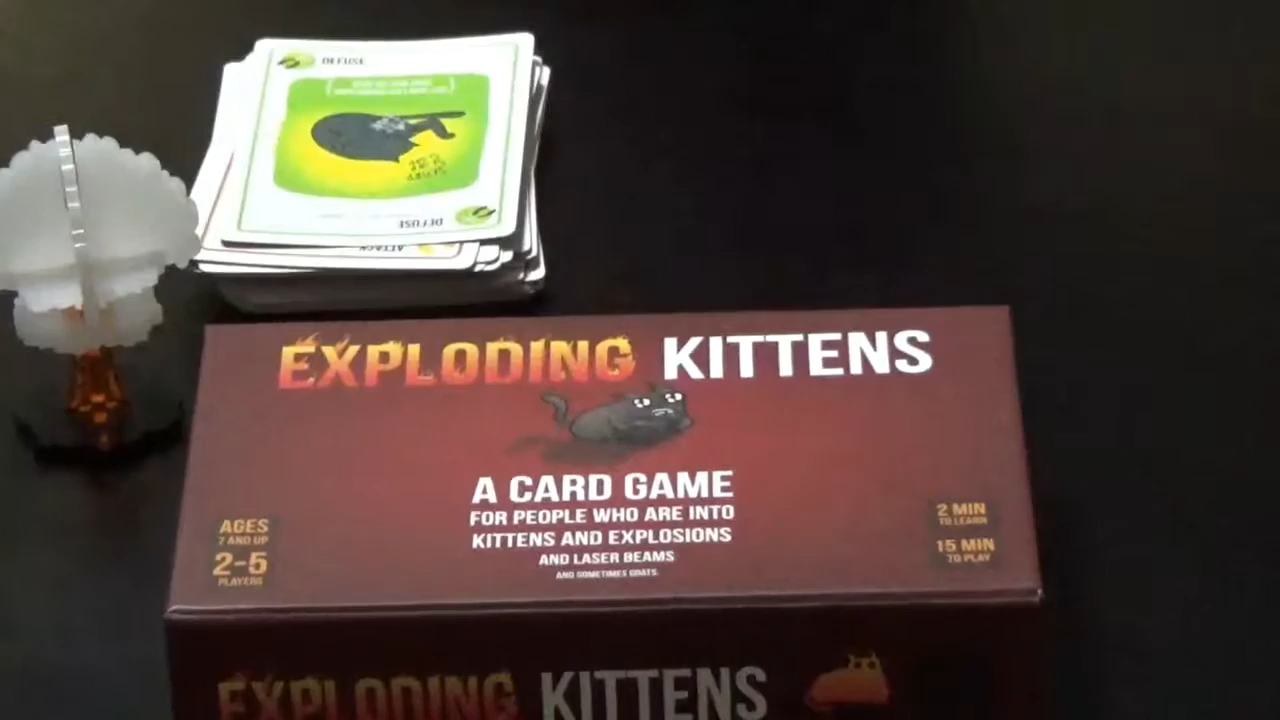 DEFUSE
DEFUSE
ATTACK
EXPLODING KITTENS
A CARD GAME
FOR PEOPLE WHO ARE INTO
KITTENS AND EXPLOSIONS
AND LASER BEAMS
AND SOMETIMES GOATS.
AGES
7 AND UP
2-5
PLAYERS
2 MIN
TO LEARN
15 MIN
TO PLAY
EXPLODING KITTENS